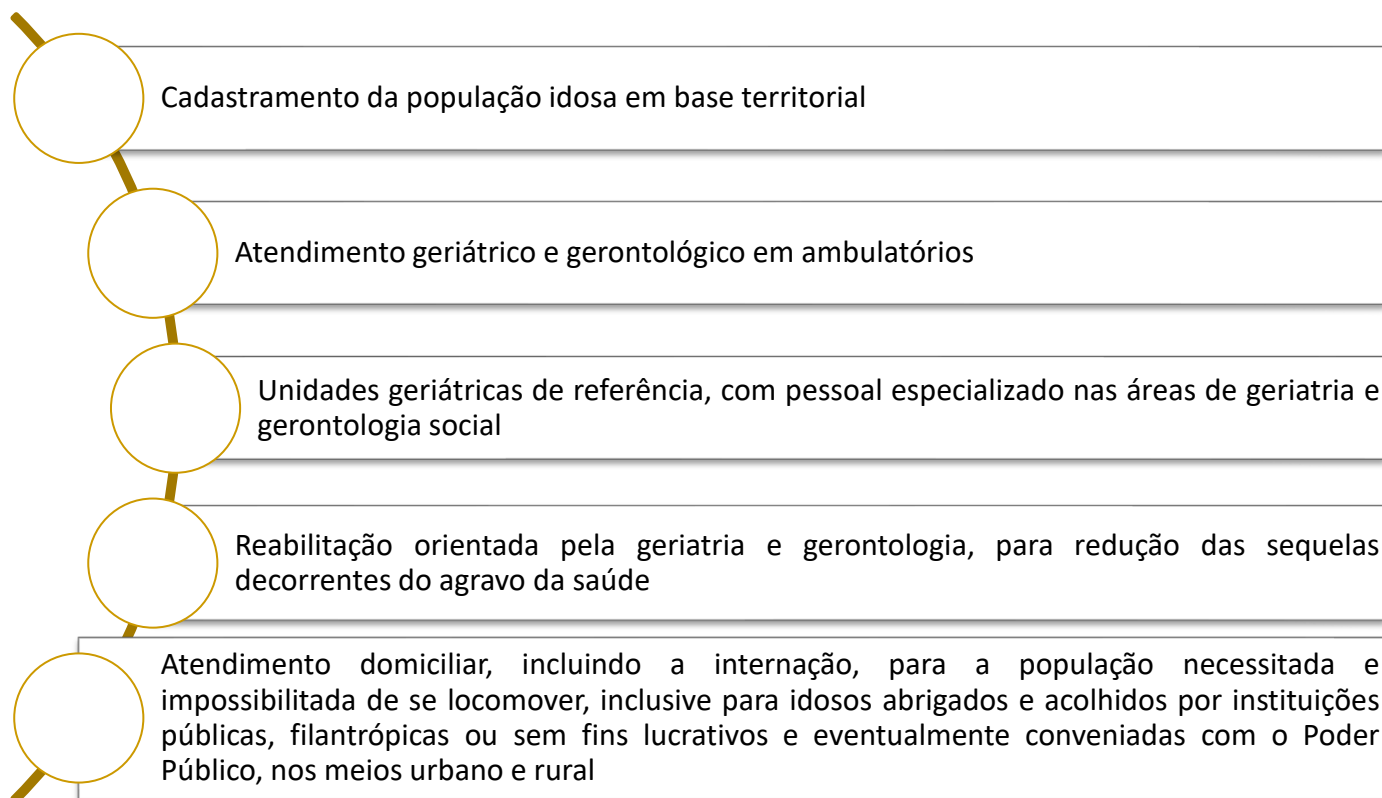 Cadastramento da população idosa em base territorial
Atendimento geriátrico e gerontológico em ambulatórios
Unidades geriátricas de referência, com pessoal especializado nas áreas de geriatria e
gerontologia social
Reabilitação orientada pela geriatria e gerontologia, para redução das sequelas
decorrentes do agravo da saúde
Atendimento domiciliar, incluindo a internação, para a população necessitada e
impossibilitada de se locomover, inclusive para idosos abrigados e acolhidos por instituições
públicas, filantrópicas ou sem fins lucrativos e eventualmente conveniadas com o Poder
Público, nos meios urbano e rural